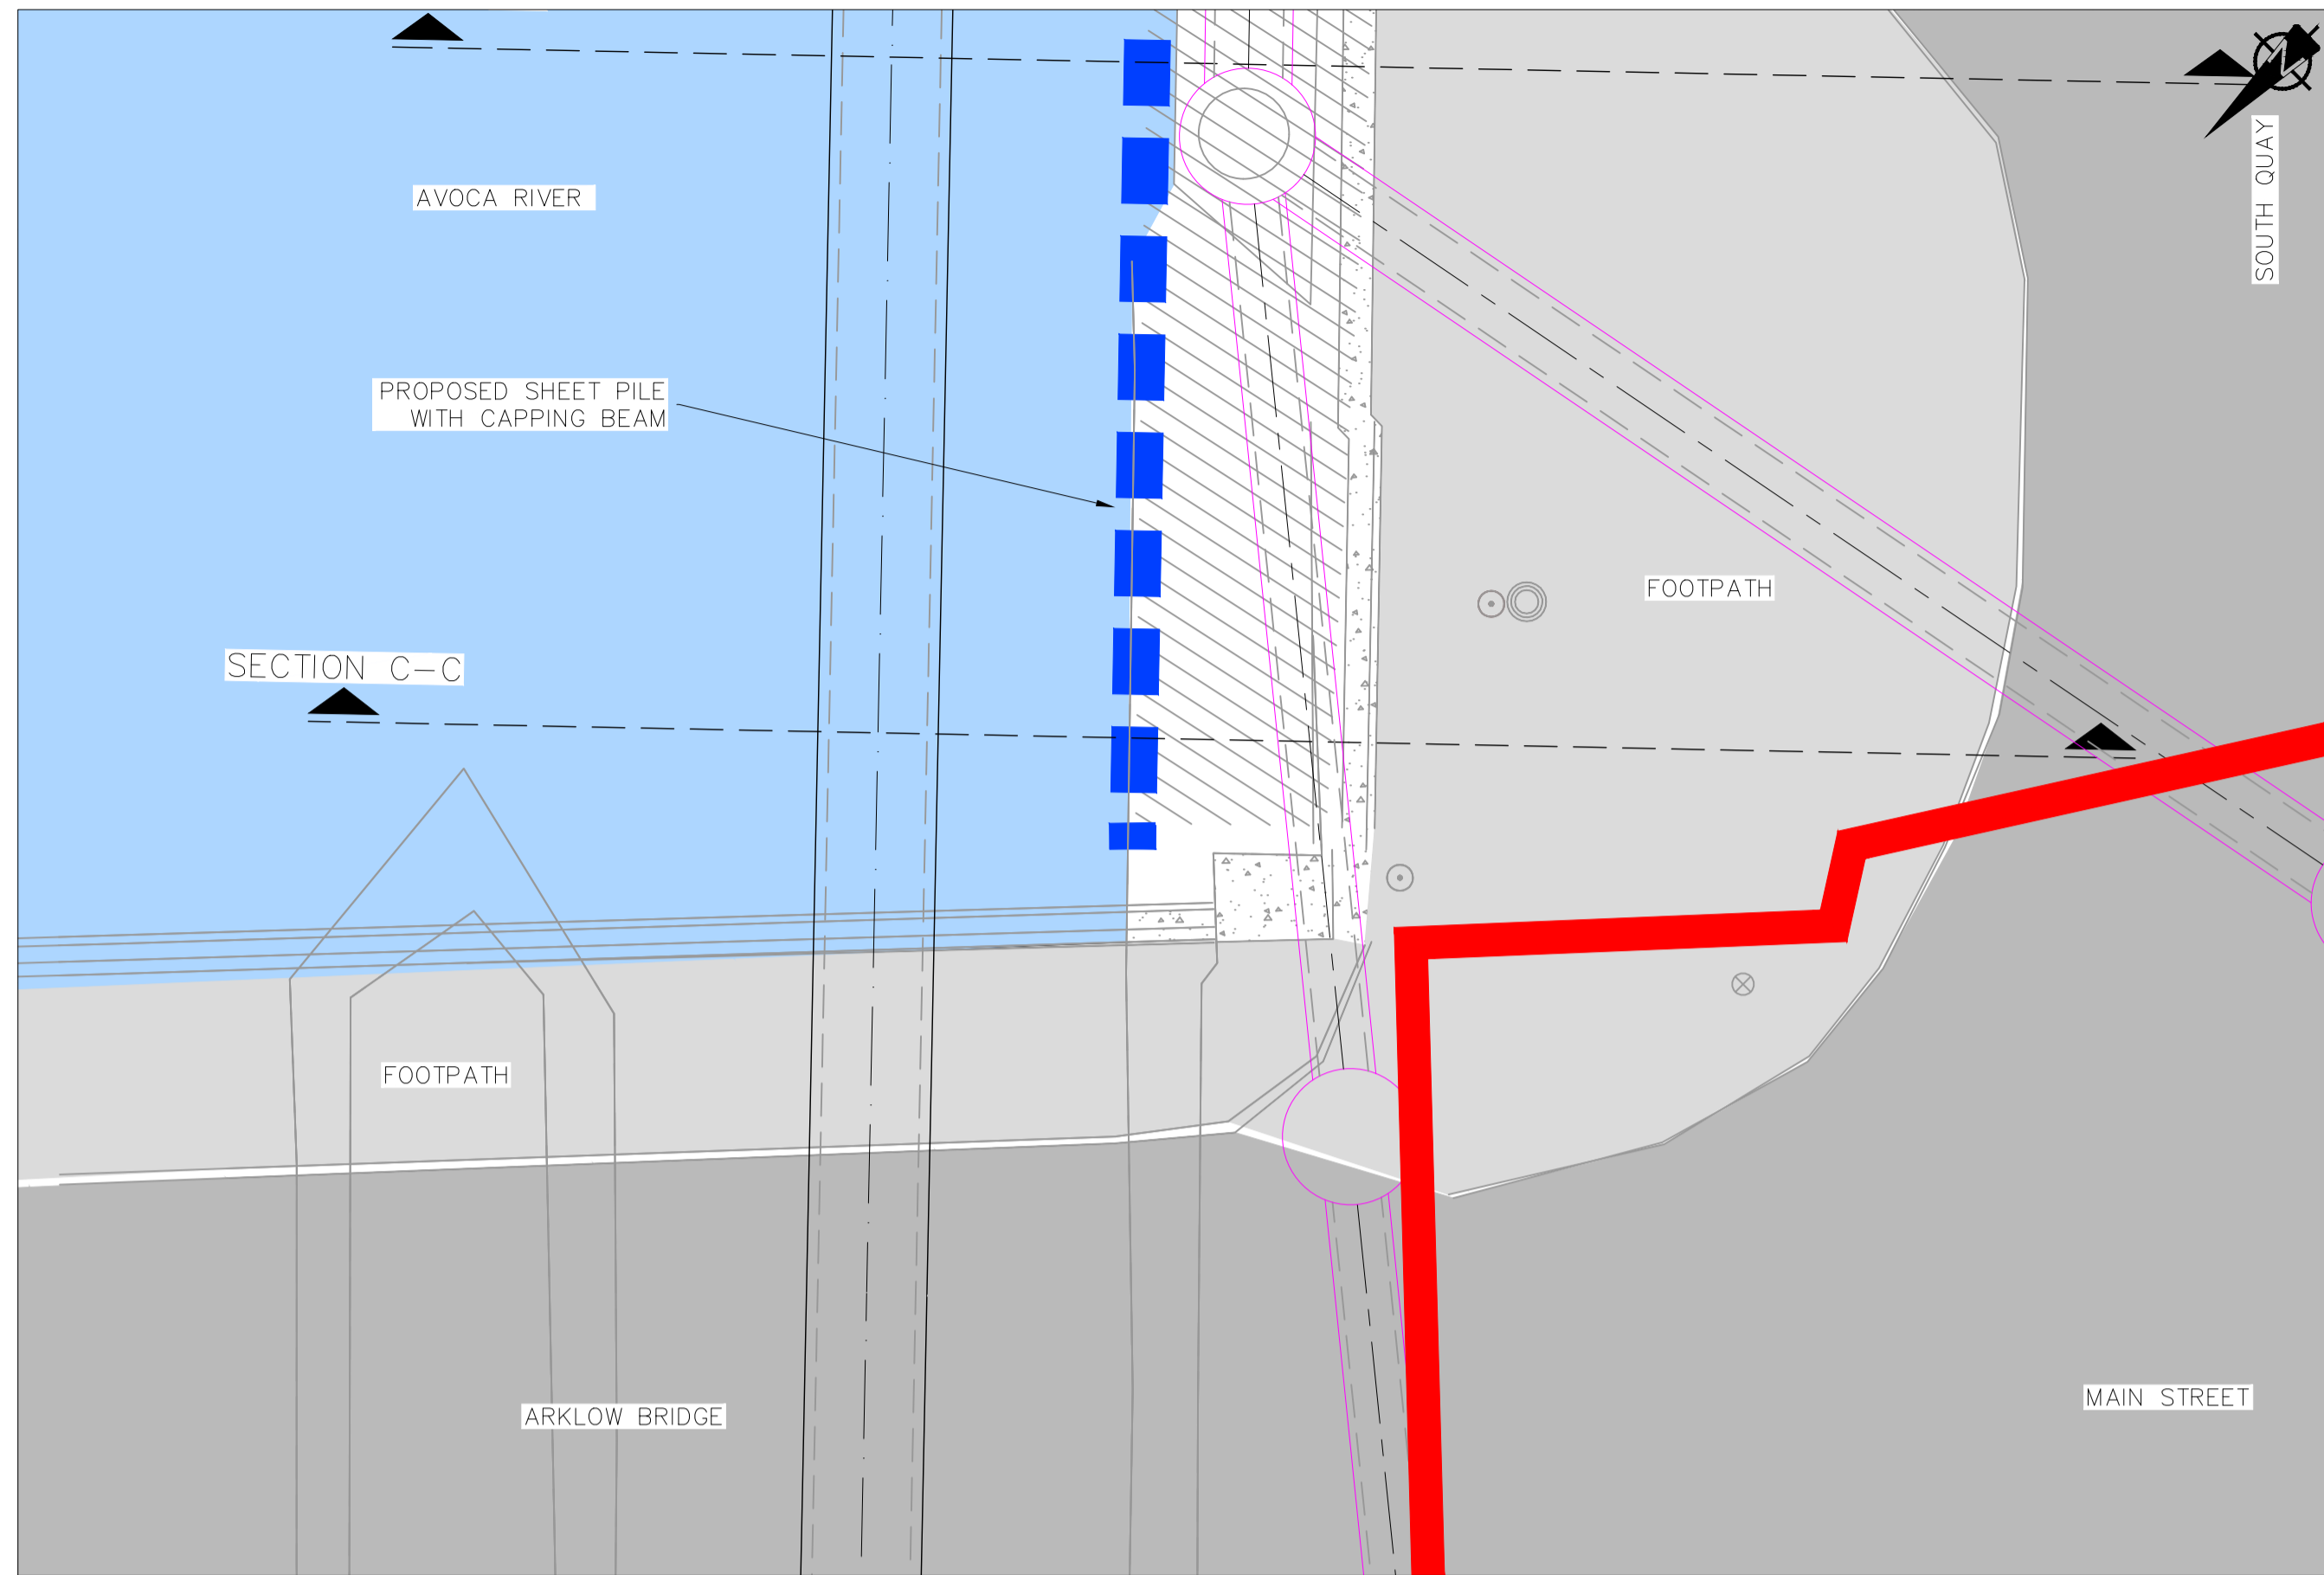 AVOCA RIVER
SOUTH QUAY
PROPOSED SHEET PILE
WITH CAPPING BEAM
FOOTPATH
SECTION C-C
FOOTPATH
ARKLOW BRIDGE
MAIN STREET